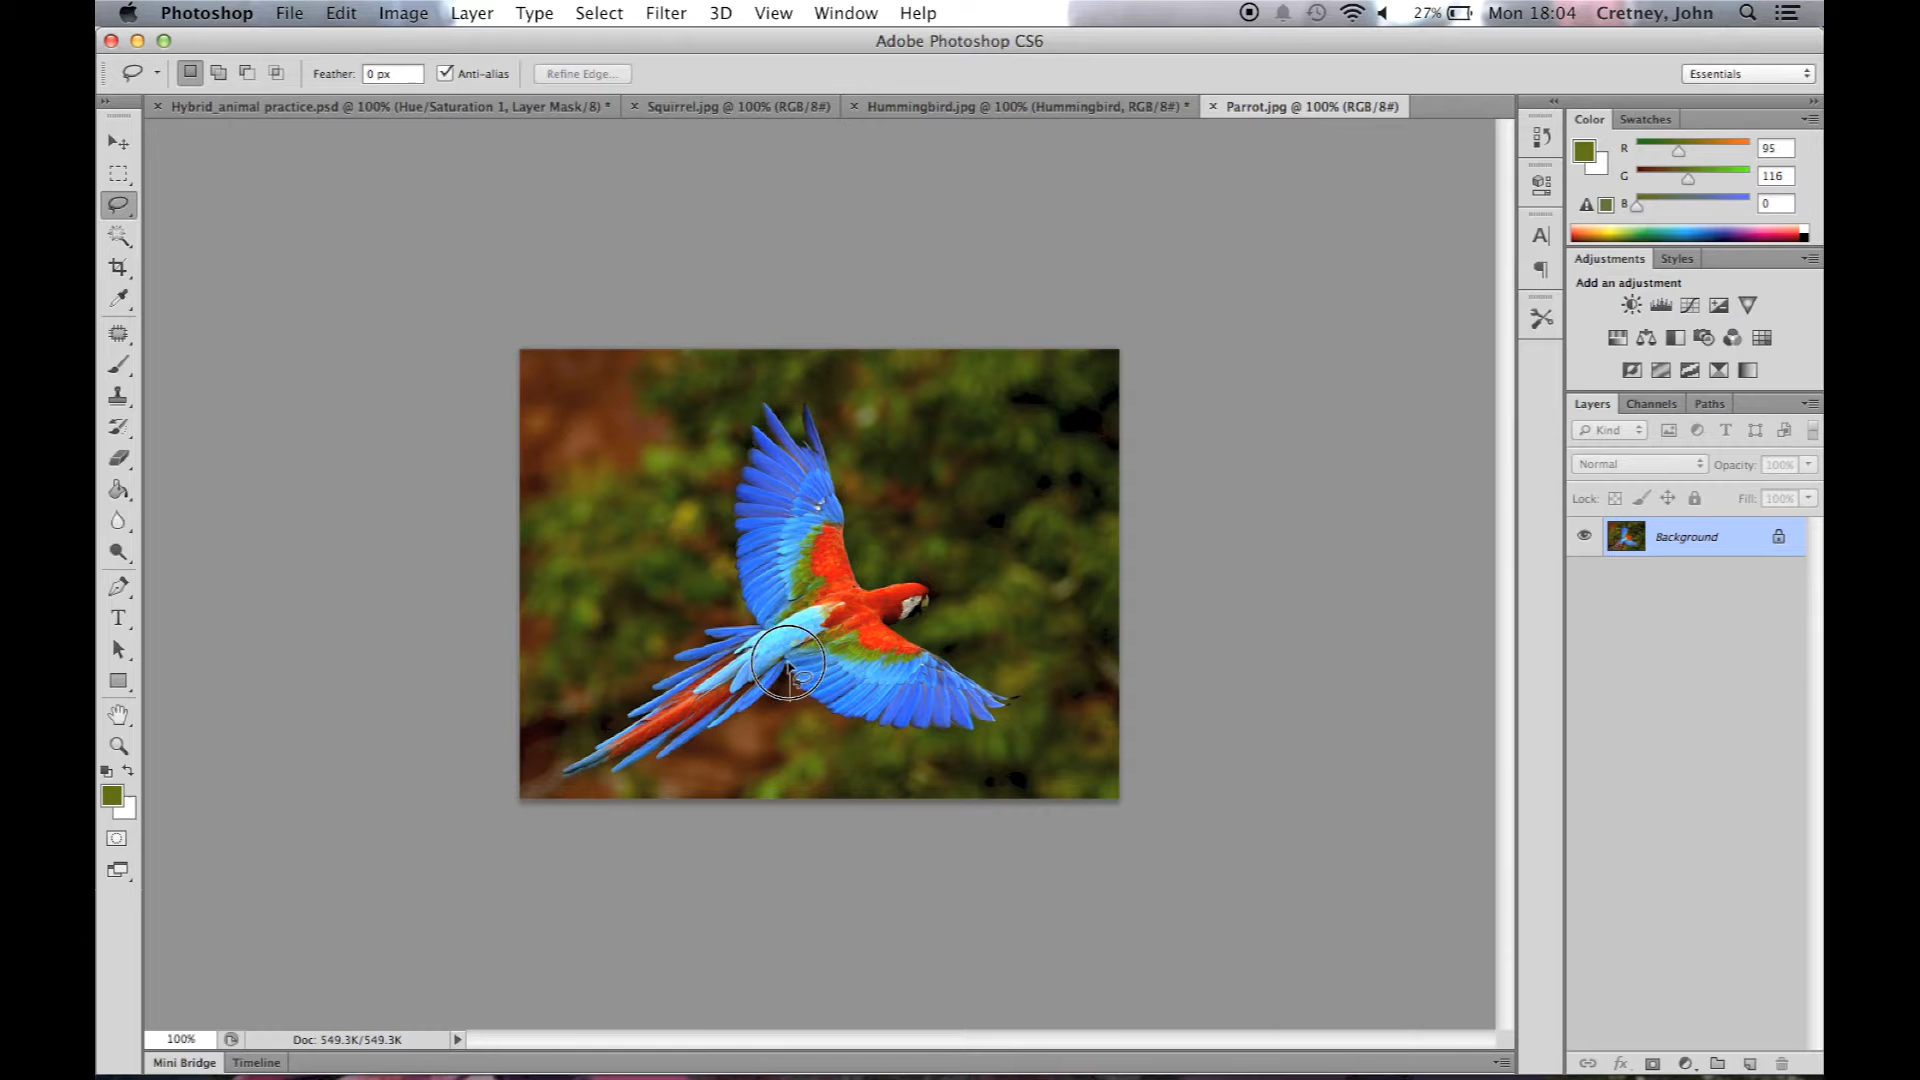 Photoshop File Edit Image Layer Type Select Filter 3D View Window Help 27% Mon 18:04 Cretney, John
Adobe Photoshop CS6
Feather: 0 px Anti-alias Refine Edge... Essentials
Hybrid_animal practice.psd @ 100% (Hue/Saturation 1, Layer Mask/8) * Squirrel.jpg @ 100% (RGB/8#) Hummingbird.jpg @ 100% (Hummingbird, RGB/8#) * Parrot.jpg @ 100% (RGB/8#)
Color Swatches
R 95
G 116
B 0
Adjustments Styles
Add an adjustment
Layers Channels Paths
Kind
Normal Opacity: 100%
Lock: Fill: 100%
Background
100% Doc: 549.3K/549.3K
Mini Bridge Timeline